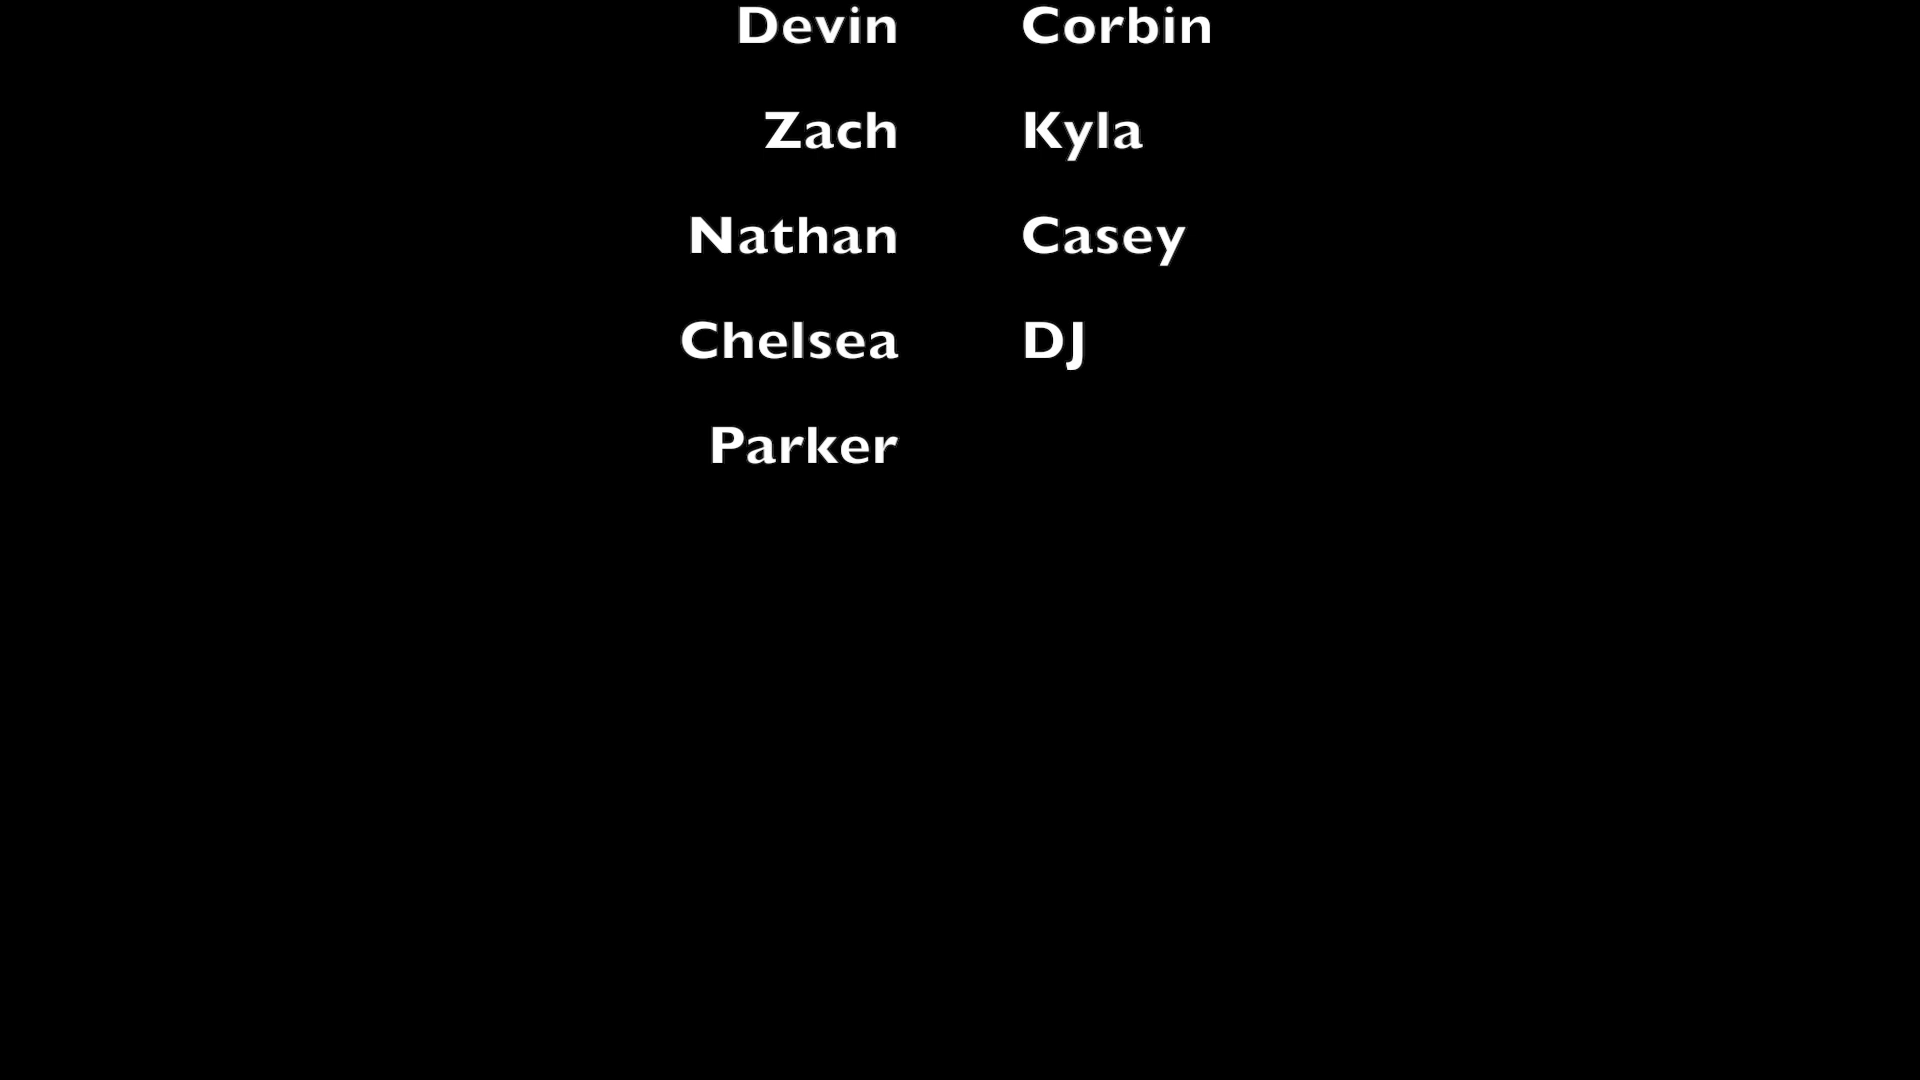 Devin Corbin
Zach Kyla
Nathan Casey
Chelsea DJ
Parker